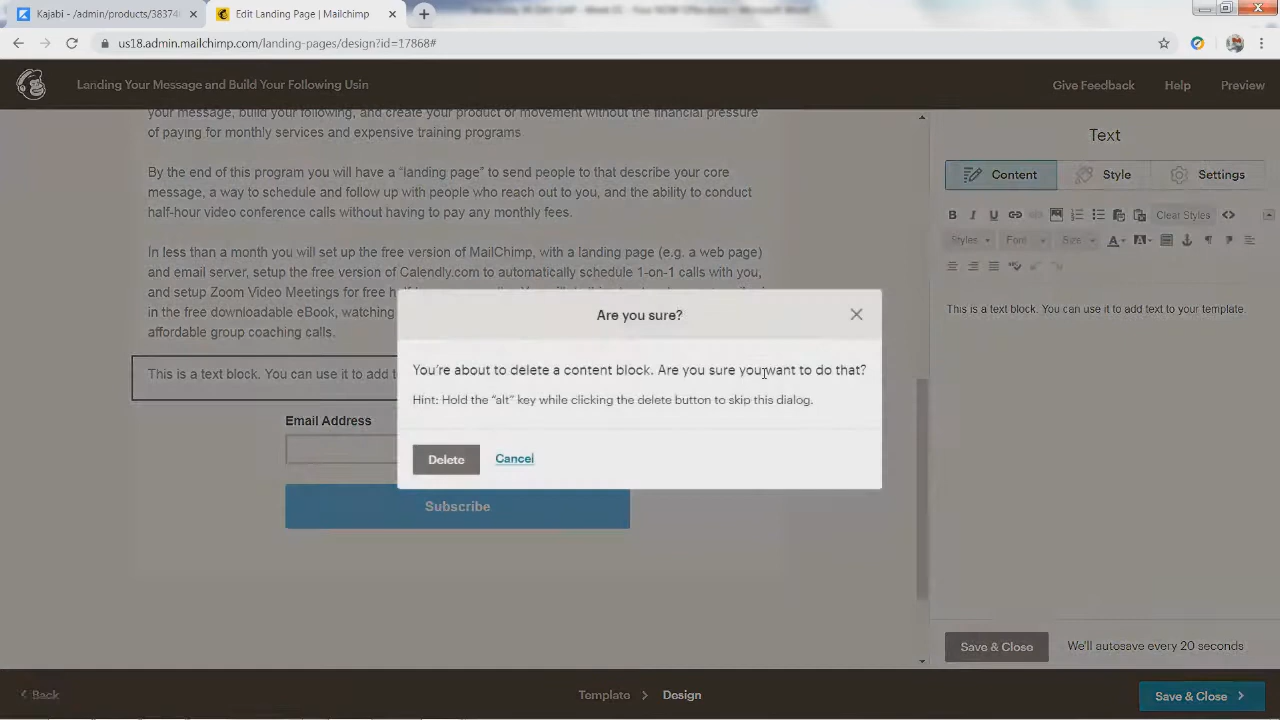 Kajabi - /admin/products/38374
Edit Landing Page | Mailchimp
us18.admin.mailchimp.com/landing-pages/design?id=17868#
Landing Your Message and Build Your Following Usin
Give Feedback
Help
Preview
your message, build your following, and create your product or movement without the financial pressure
of paying for monthly services and expensive training programs
By the end of this program you will have a “landing page” to send people to that describe your core
message, a way to schedule and follow up with people who reach out to you, and the ability to conduct
half-hour video conference calls without having to pay any monthly fees.
In less than a month you will set up the free version of MailChimp, with a landing page (e.g. a web page)
and email server, setup the free version of Calendly.com to automatically schedule 1-on-1 calls with you,
and setup Zoom Video Meetings for free
in the free downloadable eBook, watching
affordable group coaching calls.
This is a text block. You can use it to add t
Email Address
Subscribe
Are you sure?
You’re about to delete a content block. Are you sure you want to do that?
Hint: Hold the “alt” key while clicking the delete button to skip this dialog.
Delete
Cancel
Text
Content
Style
Settings
B I U
Clear Styles
Styles
Font
Size
This is a text block. You can use it to add text to your template.
Save & Close
We’ll autosave every 20 seconds
Back
Template
Design
Save & Close